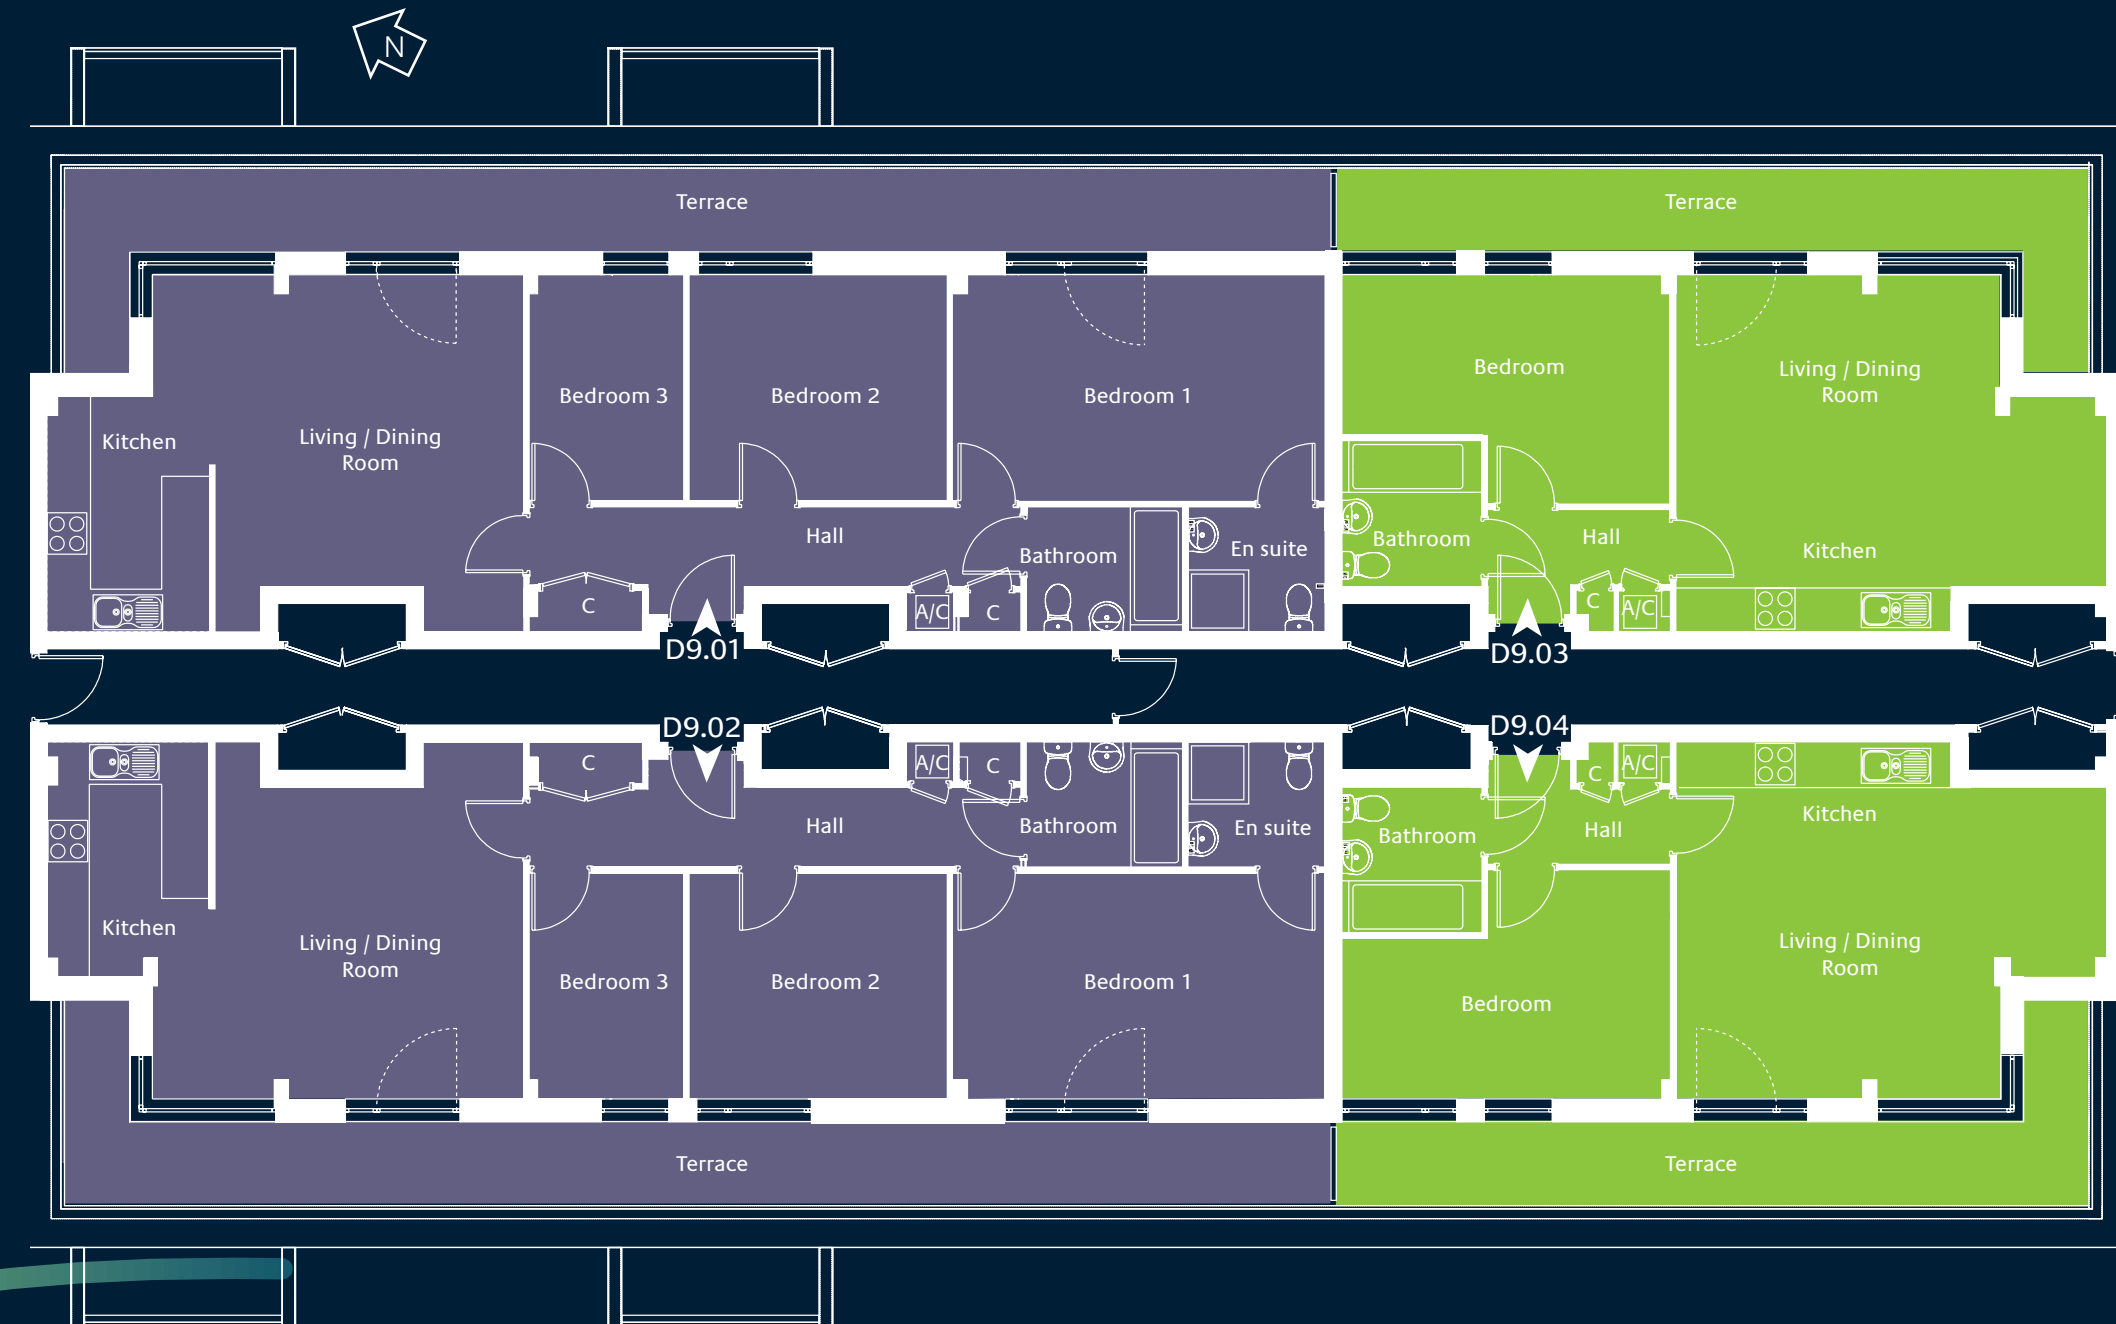 N
Terrace
Terrace
Bedroom 3
Bedroom 2
Bedroom 1
Bedroom
Living / Dining
Room
Kitchen
Living / Dining
Room
Hall
Bathroom
En suite
Bathroom
Hall
Kitchen
C
A/C
C
C
A/C
D9.01
D9.03
D9.02
D9.04
C
A/C
C
C
A/C
Hall
Bathroom
En suite
Bathroom
Hall
Kitchen
Kitchen
Living / Dining
Room
Bedroom 3
Bedroom 2
Bedroom 1
Bedroom
Living / Dining
Room
Terrace
Terrace